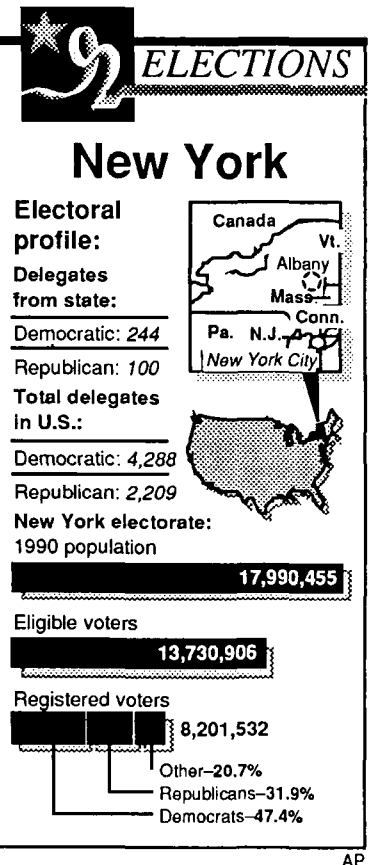 92
ELECTIONS
New York
Electoral
profile:
Delegates
from state:
Democratic: 244
Republican: 100
Total delegates
in U.S.:
Democratic: 4,288
Republican: 2,209
Canada
Vt.
Albany
Mass.
Conn.
Pa. N.J.
New York City
New York electorate:
1990 population
17,990,455
Eligible voters
13,730,906
Registered voters
8,201,532
Other–20.7%
Republicans–31.9%
Democrats–47.4%
AP